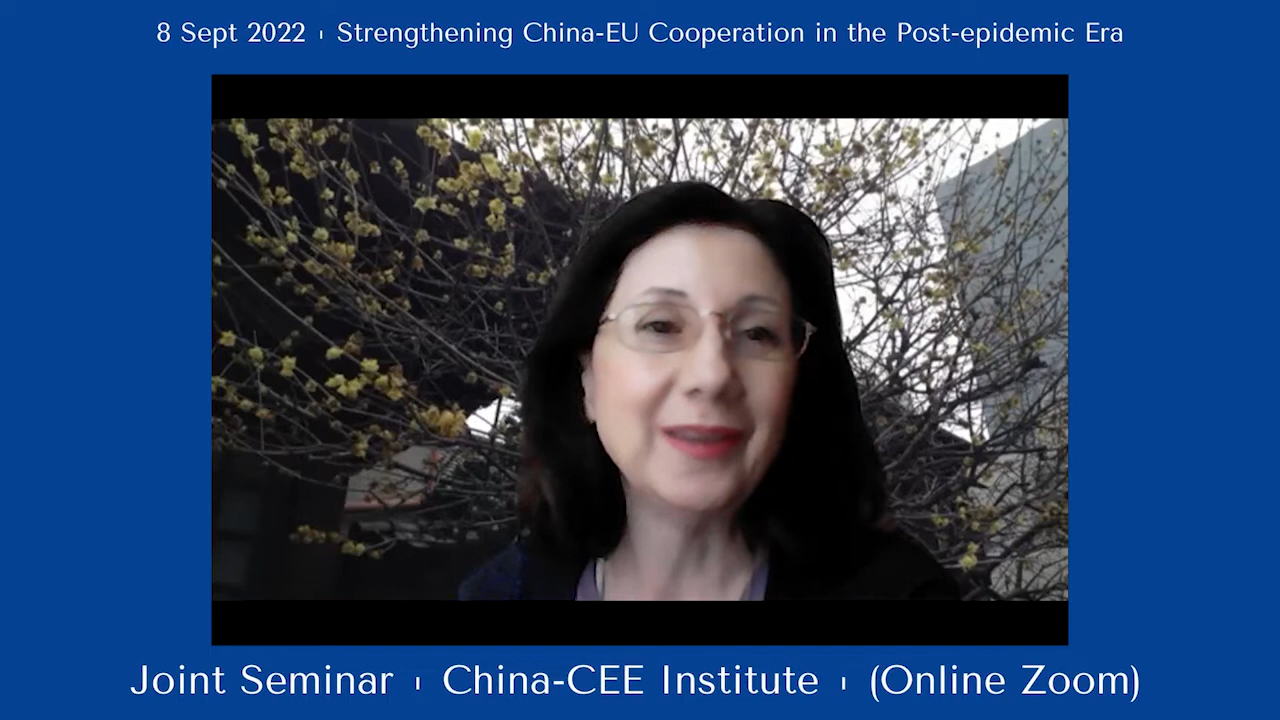 8 Sept 2022 ı Strengthening China-EU Cooperation in the Post-epidemic Era
Joint Seminar ı China-CEE Institute ı (Online Zoom)